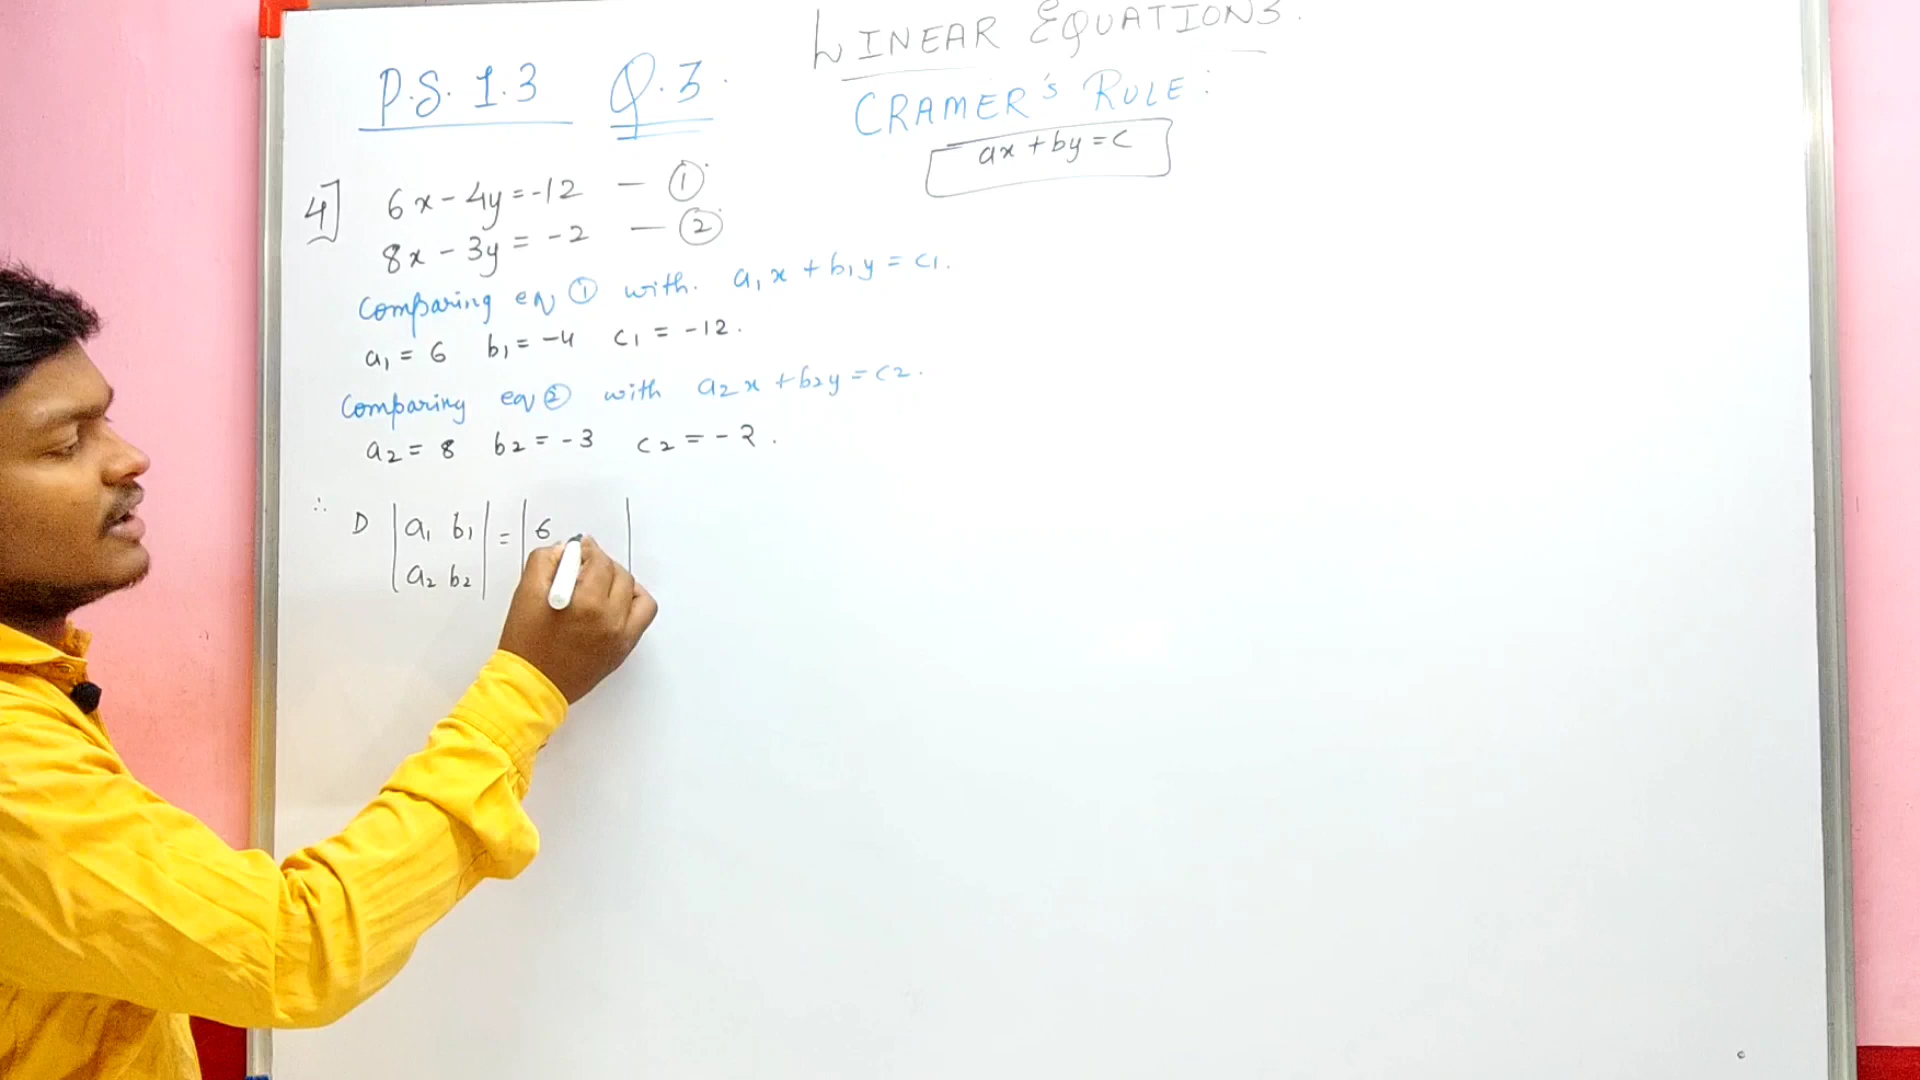 LINEAR EQUATIONS.
P.S. 1.3 Q.3.
CRAMER'S RULE:
ax + by = c
4] 6x - 4y = -12 — ①
8x - 3y = -2 — ②
Comparing eq ① with. a₁x + b₁y = c₁.
a₁ = 6 b₁ = -4 c₁ = -12.
Comparing eq ② with a₂x + b₂y = c₂.
a₂ = 8 b₂ = -3 c₂ = -2.
∴ D |a₁ b₁| = |6 |
|a₂ b₂|